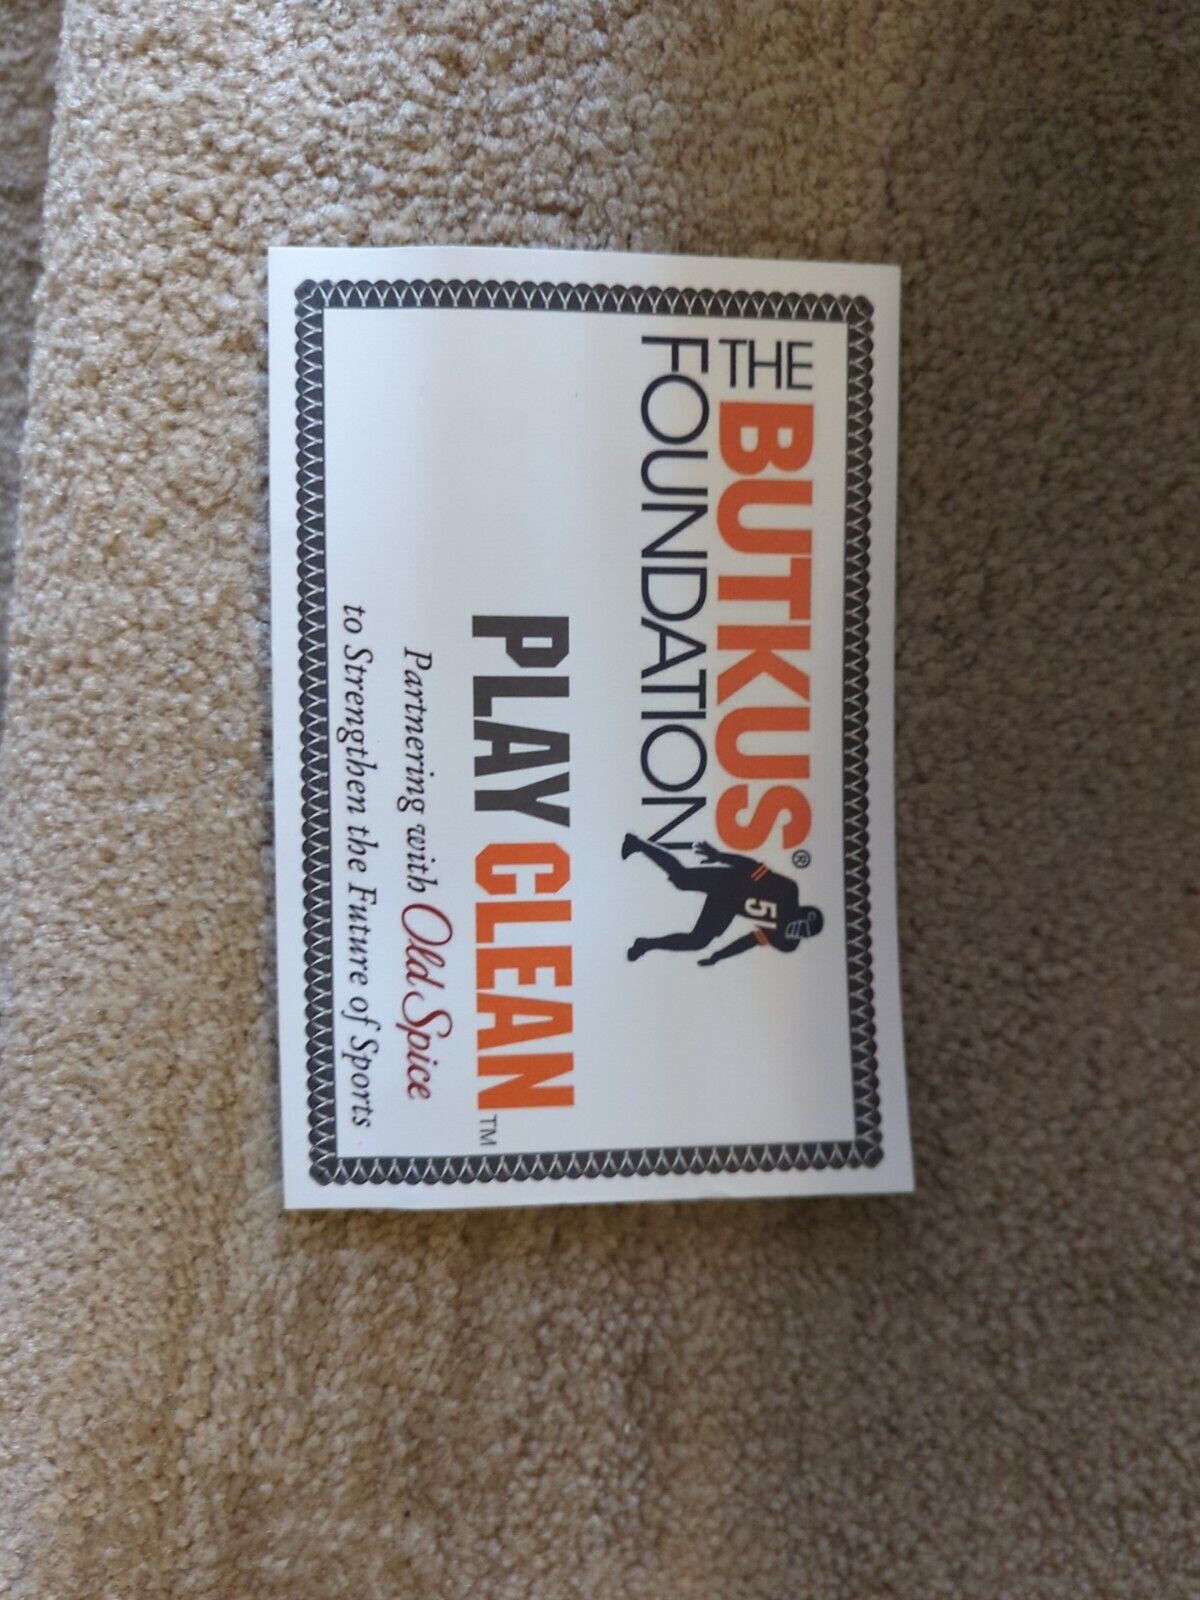 THE BUTKUS®
FOUNDATION
51
PLAY CLEAN™
Partnering with Old Spice
to Strengthen the Future of Sports